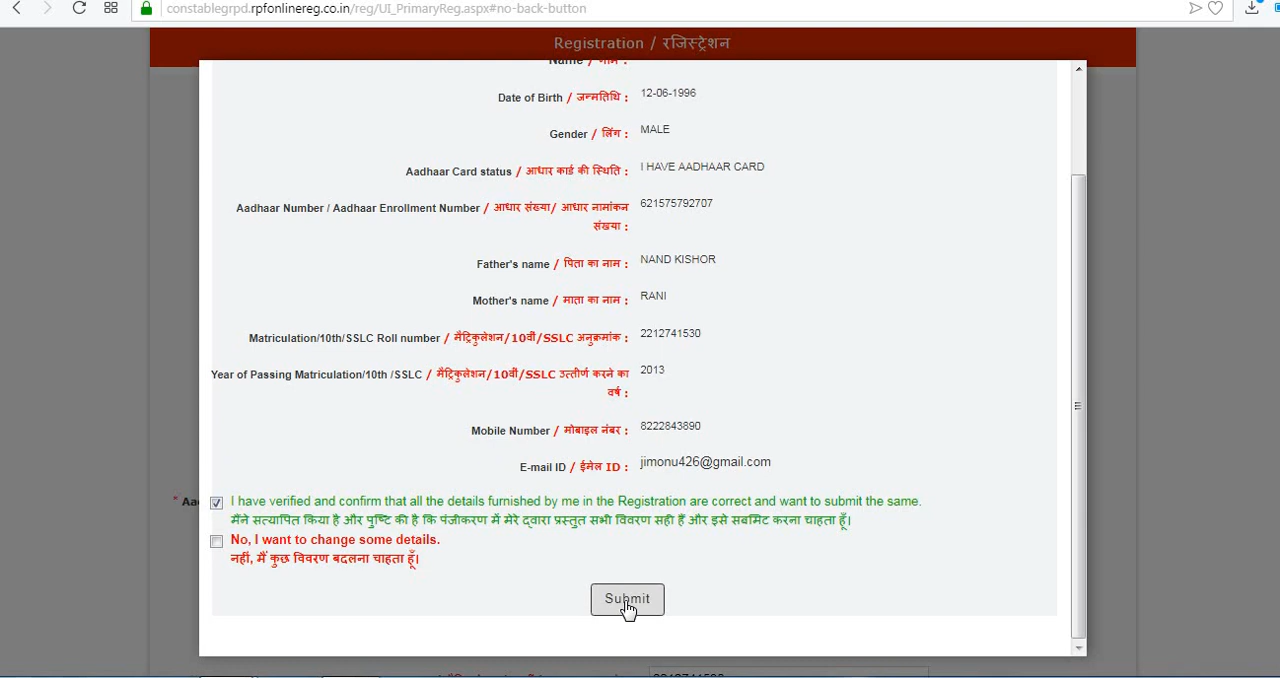 constablegrpd.rpfonlinereg.co.in/reg/UI_PrimaryReg.aspx#no-back-button
Registration / रजिस्ट्रेशन
Name / नाम :
Date of Birth / जन्मतिथि : 12-06-1996
Gender / लिंग : MALE
Aadhaar Card status / आधार कार्ड की स्थिति : I HAVE AADHAAR CARD
Aadhaar Number / Aadhaar Enrollment Number / आधार संख्या/ आधार नामांकन 621575792707
संखया :
Father's name / पिता का नाम : NAND KISHOR
Mother's name / माता का नाम : RANI
Matriculation/10th/SSLC Roll number / मैट्रिकुलेशन/10वीं/SSLC अनुक्रमांक : 2212741530
Year of Passing Matriculation/10th /SSLC / मैट्रिकुलेशन/10वीं/SSLC उत्तीर्ण करने का 2013
वर्ष :
Mobile Number / मोबाइल नंबर : 8222843890
E-mail ID / ईमेल ID : jimonu426@gmail.com
* Aa
I have verified and confirm that all the details furnished by me in the Registration are correct and want to submit the same.
मैंने सत्यापित किया है और पुष्टि की है कि पंजीकरण में मेरे द्वारा प्रस्तुत सभी विवरण सही हैं और इसे सबमिट करना चाहता हूँ।
No, I want to change some details.
नहीं, मैं कुछ विवरण बदलना चाहता हूँ।
Submit